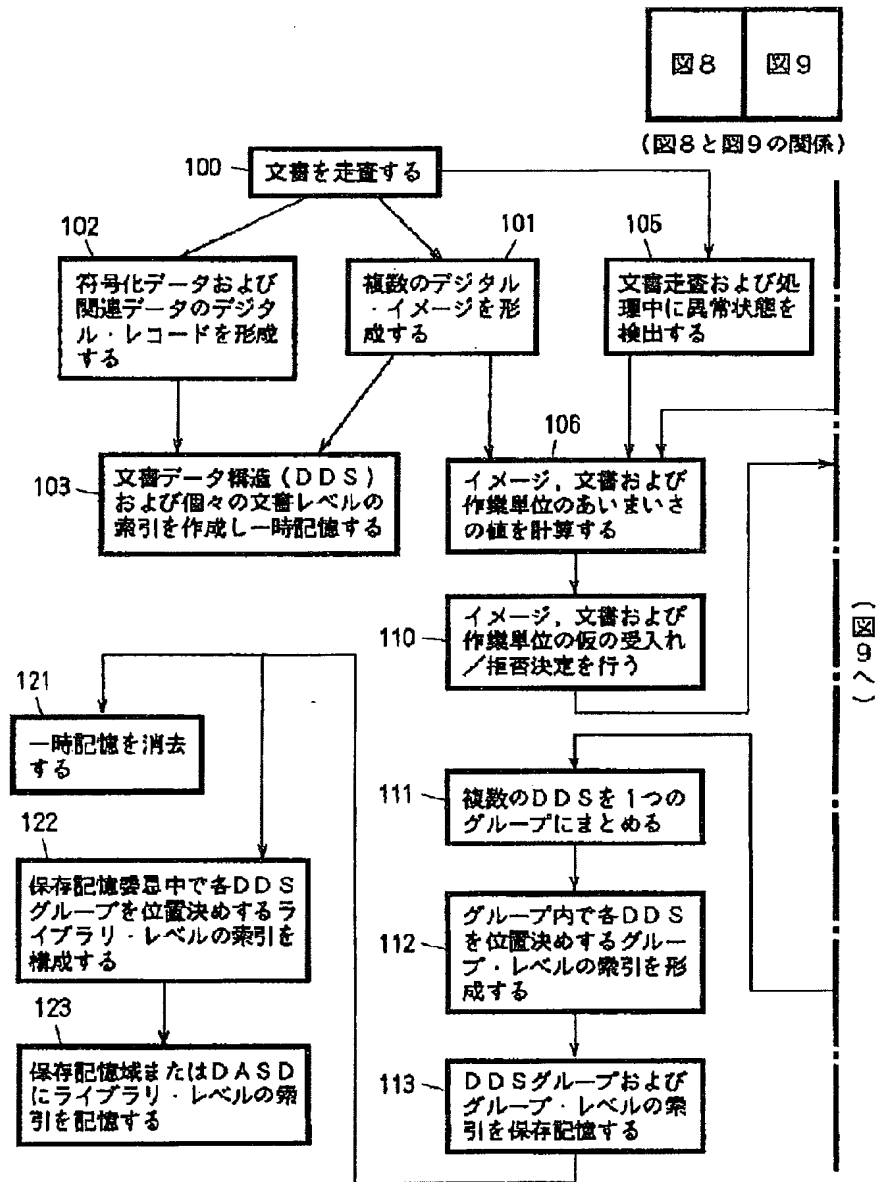 図8
図9
(図8と図9の関係)
100
文書を走査する
102
符号化データおよび
関連データのデジタ
ル・レコードを形成
する
101
複数のデジタル
・イメージを形
成する
105
文書走査および処
理中に異常状態を
検出する
103
文書データ構造(DDS)
および個々の文書レベルの
索引を作成し一時記憶する
106
イメージ,文書および
作業単位のあいまいさ
の値を計算する
110
イメージ,文書および
作業単位の仮の受入れ
/拒否決定を行う
(図9へ)
121
一時記憶を消去
する
111
複数のDDSを1つの
グループにまとめる
122
保存記憶装置中で各DDS
グループを位置決めするラ
イブラリ・レベルの索引を
構成する
112
グループ内で各DDS
を位置決めするグルー
プ・レベルの索引を形
成する
123
保存記憶域またはDASD
にライブラリ・レベルの索
引を記憶する
113
DDSグループおよび
グループ・レベルの索
引を保存記憶する